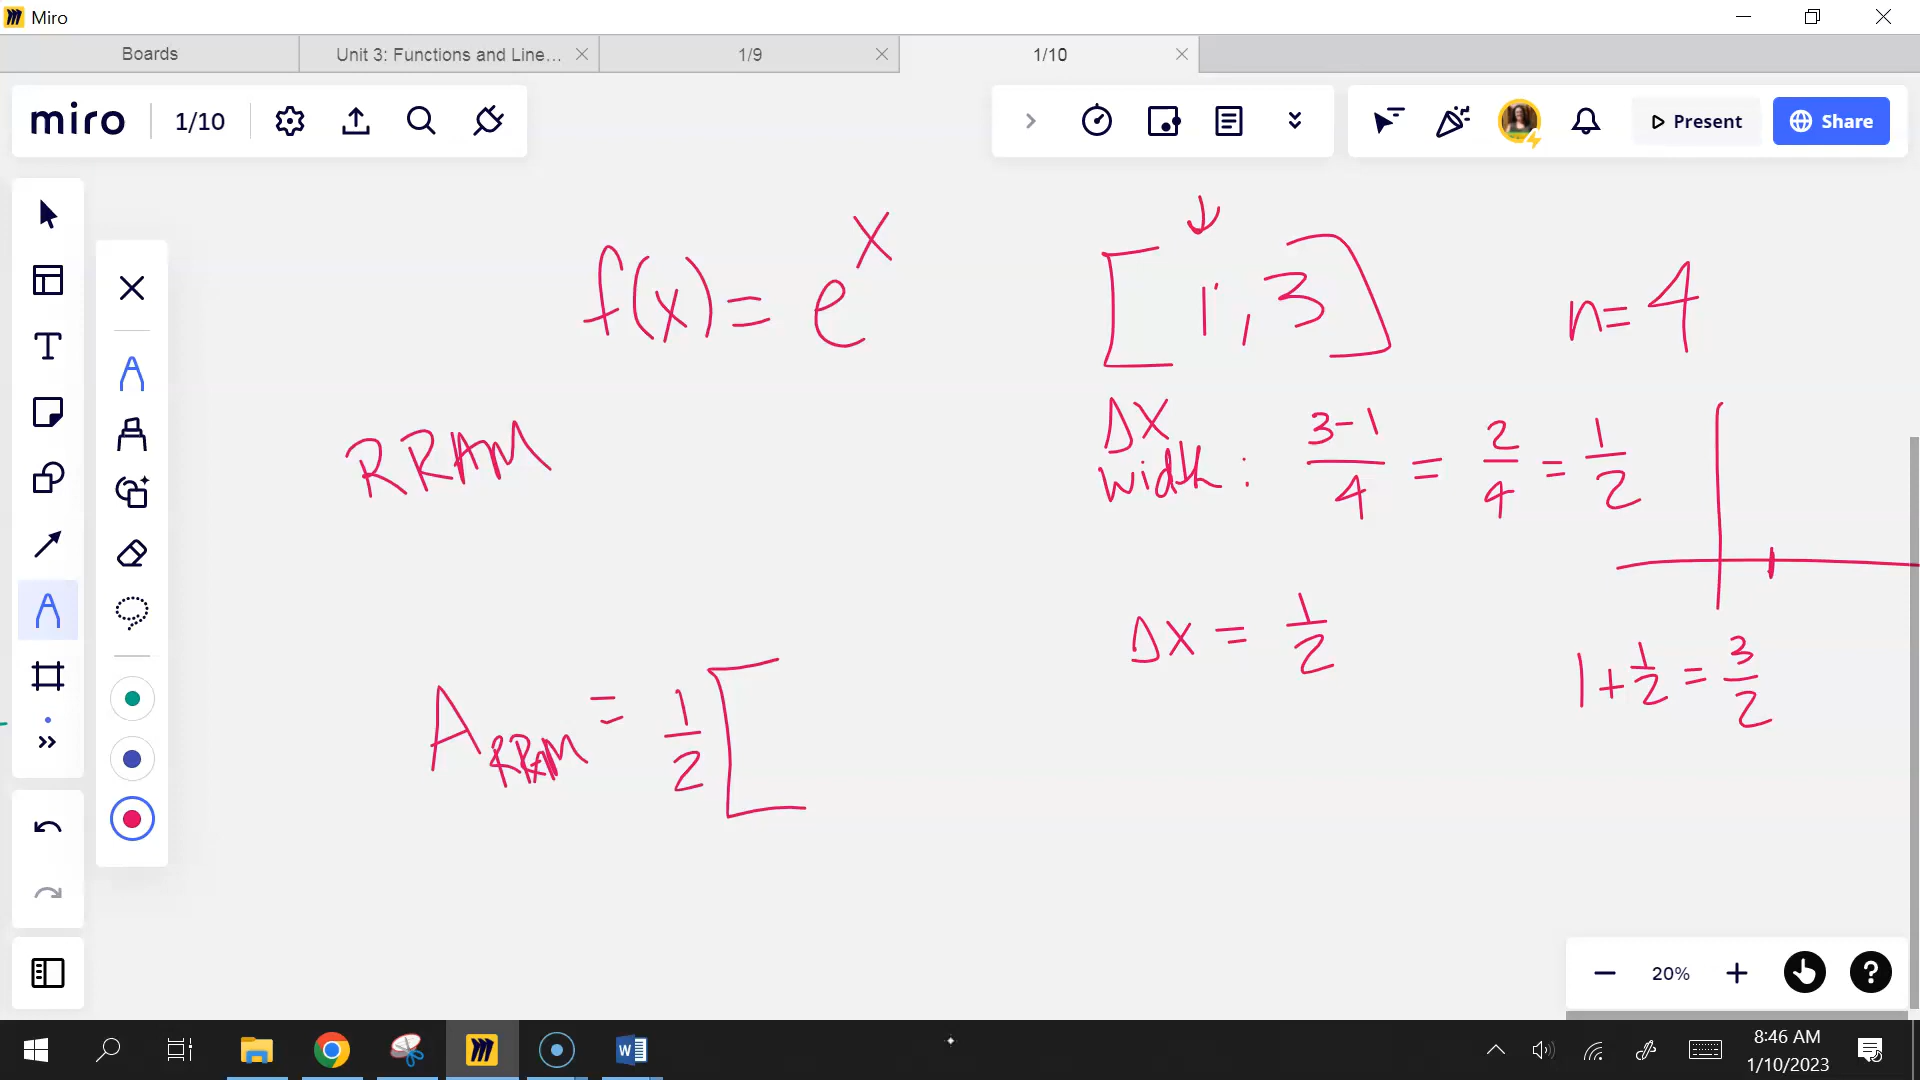 Miro
Boards
Unit 3: Functions and Line...
1/9
1/10
miro
1/10
Present
Share
f(x) = e^x
[1, 3]
n = 4
RRAM
Δx
width: (3-1)/4 = 2/4 = 1/2
Δx = 1/2
1 + 1/2 = 3/2
A_RRAM = 1/2 [
20%
8:46 AM
1/10/2023